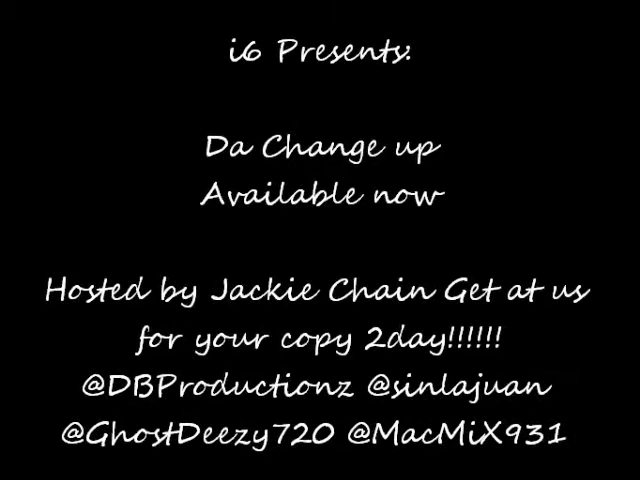 i6 Presents:
Da Change up
Available now
Hosted by Jackie Chain Get at us
for your copy 2day!!!!!!
@DBProductionz @sinlajuan
@GhostDeezy720 @MacMiX931